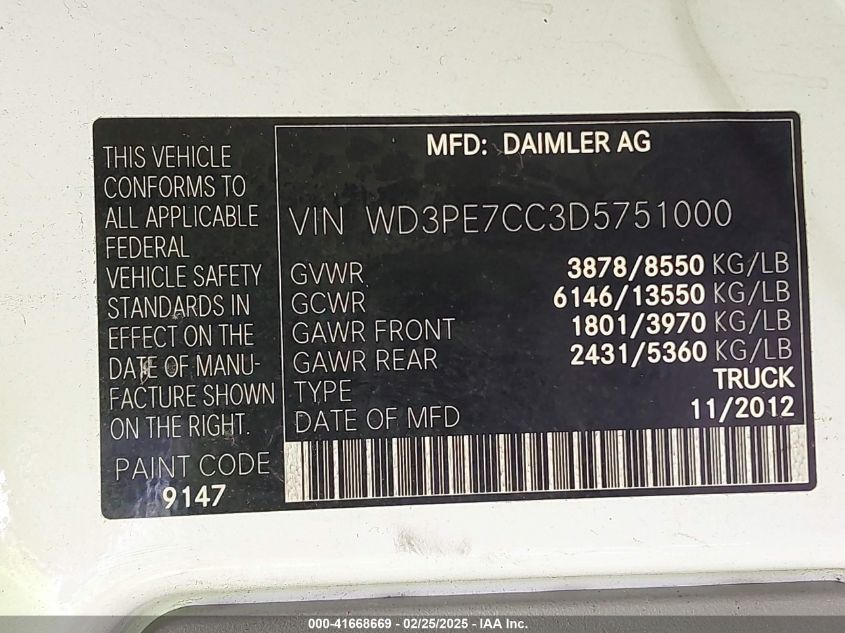 THIS VEHICLE
CONFORMS TO
ALL APPLICABLE
FEDERAL
VEHICLE SAFETY
STANDARDS IN
EFFECT ON THE
DATE OF MANU-
FACTURE SHOWN
ON THE RIGHT.
PAINT CODE
9147
MFD: DAIMLER AG
VIN WD3PE7CC3D5751000
GVWR 3878/8550 KG/LB
GCWR 6146/13550 KG/LB
GAWR FRONT 1801/3970 KG/LB
GAWR REAR 2431/5360 KG/LB
TYPE TRUCK
DATE OF MFD 11/2012
000-41668669 - 02/25/2025 - IAA Inc.